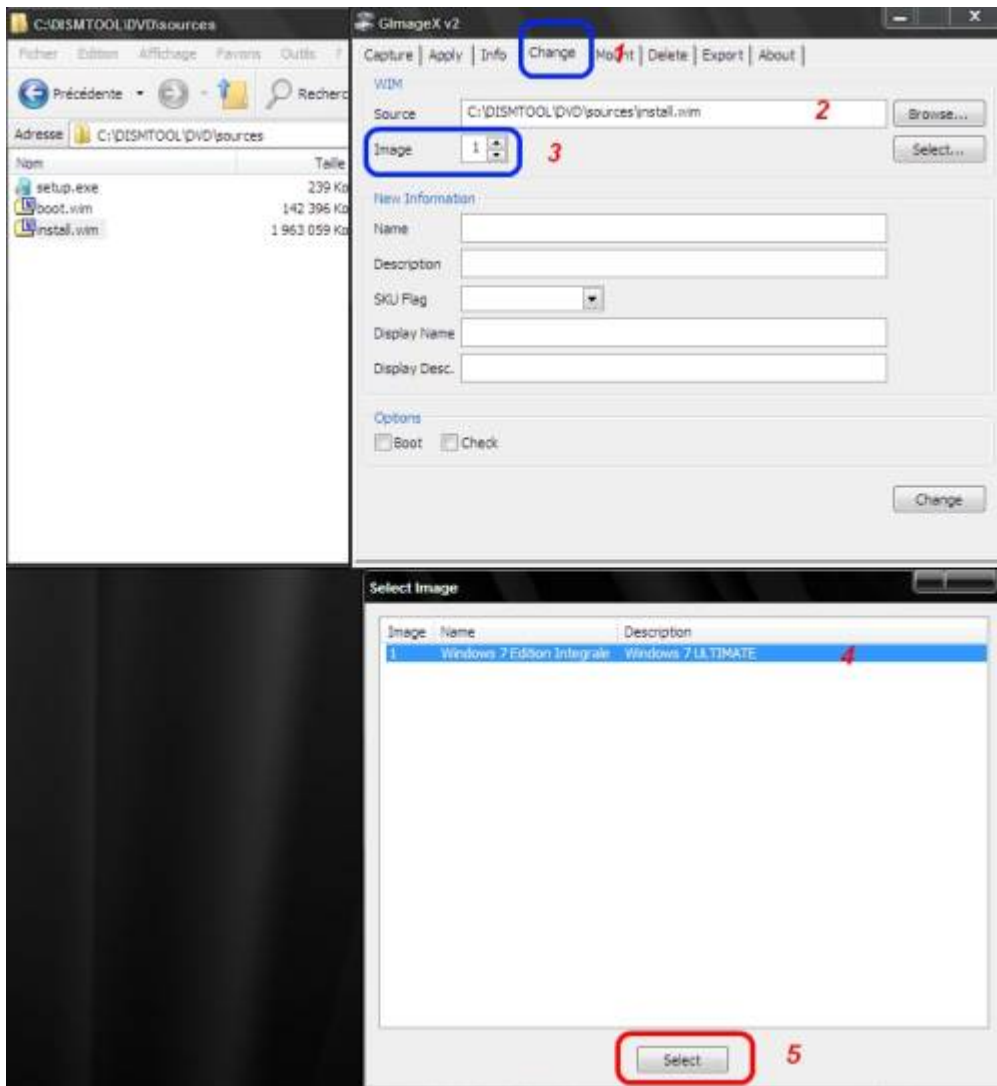 C:\DISMTOOL\DVD\sources
Fichier Edition Affichage Favoris Outils ?
Précédente Recherc
Adresse C:\DISMTOOL\DVD\sources
Nom Taille
setup.exe 239 Ko
boot.wim 142 396 Ko
install.wim 1 963 059 Ko
GImageX v2
Capture | Apply | Info | Change | Mount | Delete | Export | About |
1
WIM
Source C:\DISMTOOL\DVD\sources\install.wim 2 Browse...
Image 1 3 Select...
New Information
Name
Description
SKU Flag
Display Name
Display Desc.
Options
Boot Check
Change
Select Image
Image Name Description
1 Windows 7 Edition Integrale Windows 7 ULTIMATE 4
Select 5